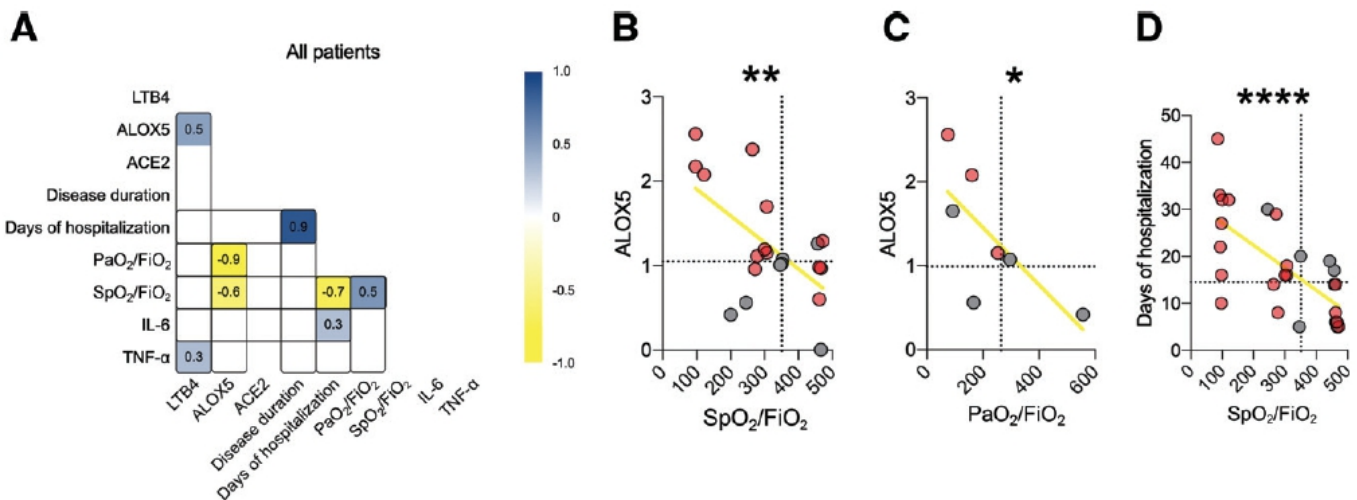 A
All patients
LTB4
ALOX5
ACE2
Disease duration
Days of hospitalization
PaO₂/FiO₂
SpO₂/FiO₂
IL-6
TNF-α
0.5
0.9
-0.9
-0.6
-0.7
0.5
0.3
0.3
LTB4
ALOX5
ACE2
Disease duration
Days of hospitalization
PaO₂/FiO₂
SpO₂/FiO₂
IL-6
TNF-α
1.0
0.5
0
-0.5
-1.0
B
**
ALOX5
3
2
1
0
0
100
200
300
400
500
SpO₂/FiO₂
C
*
ALOX5
3
2
1
0
0
200
400
600
PaO₂/FiO₂
D
****
Days of hospitalization
50
40
30
20
10
0
0
100
200
300
400
500
SpO₂/FiO₂